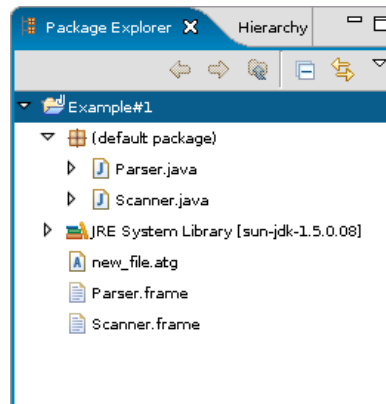 Package Explorer Hierarchy
Example#1
(default package)
Parser.java
Scanner.java
JRE System Library [sun-jdk-1.5.0.08]
new_file.atg
Parser.frame
Scanner.frame